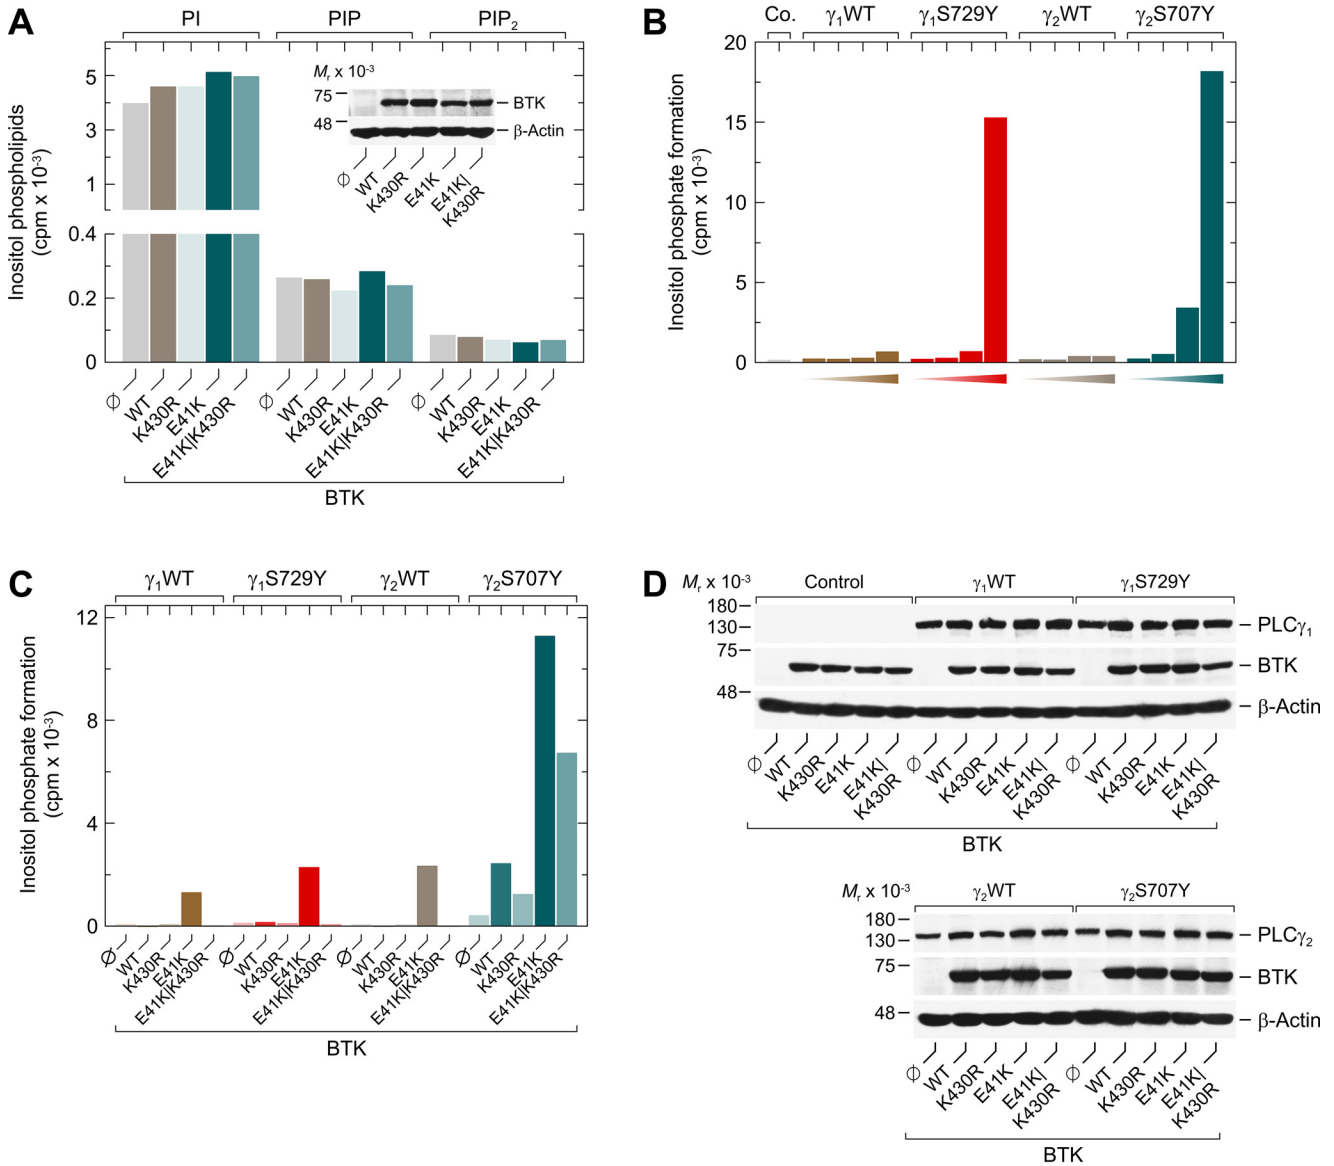 A
PI PIP PIP2
Inositol phospholipids
(cpm x 10-3)
5
3
1
0.4
0.2
0
Mr x 10-3
75
48
BTK
β-Actin
∅ WT K430R E41K E41K|
K430R
∅ WT K430R E41K E41K|K430R
∅ WT K430R E41K E41K|K430R
∅ WT K430R E41K E41K|K430R
BTK
B
Co. γ1WT γ1S729Y γ2WT γ2S707Y
Inositol phosphate formation
(cpm x 10-3)
20
15
10
5
0
C
γ1WT γ1S729Y γ2WT γ2S707Y
Inositol phosphate formation
(cpm x 10-3)
12
8
4
0
∅ WT K430R E41K E41K|K430R
∅ WT K430R E41K E41K|K430R
∅ WT K430R E41K E41K|K430R
∅ WT K430R E41K E41K|K430R
BTK
D
Mr x 10-3
Control γ1WT γ1S729Y
180
130
75
48
PLCγ1
BTK
β-Actin
∅ WT K430R E41K E41K|
K430R
∅ WT K430R E41K E41K|
K430R
∅ WT K430R E41K E41K|
K430R
BTK
Mr x 10-3
γ2WT γ2S707Y
180
130
75
48
PLCγ2
BTK
β-Actin
∅ WT K430R E41K E41K|
K430R
∅ WT K430R E41K E41K|
K430R
BTK